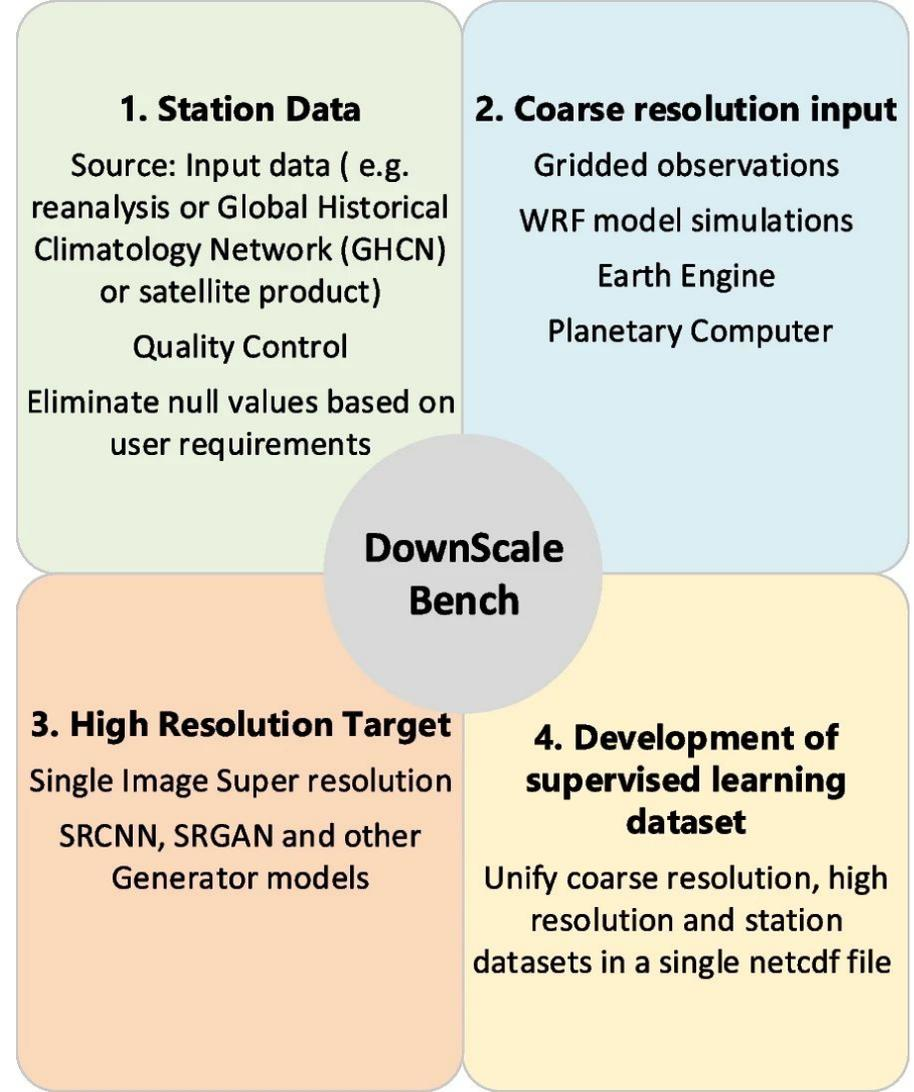 1. Station Data
Source: Input data ( e.g.
reanalysis or Global Historical
Climatology Network (GHCN)
or satellite product)
Quality Control
Eliminate null values based on
user requirements
2. Coarse resolution input
Gridded observations
WRF model simulations
Earth Engine
Planetary Computer
DownScale
Bench
3. High Resolution Target
Single Image Super resolution
SRCNN, SRGAN and other
Generator models
4. Development of
supervised learning
dataset
Unify coarse resolution, high
resolution and station
datasets in a single netcdf file